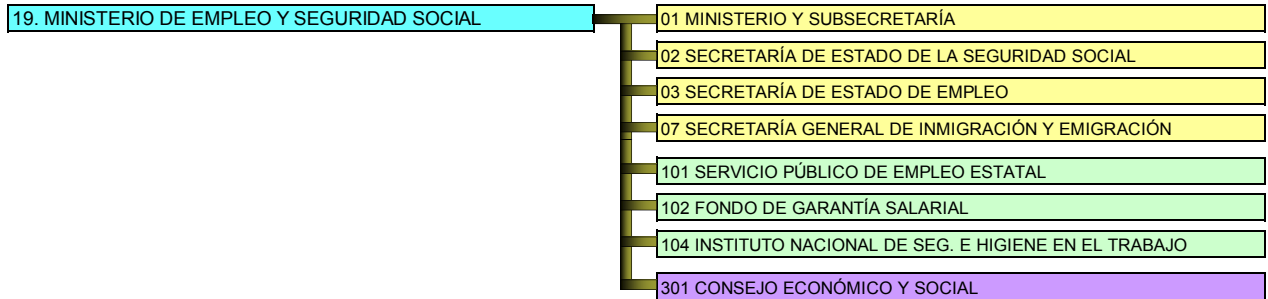 19. MINISTERIO DE EMPLEO Y SEGURIDAD SOCIAL
01 MINISTERIO Y SUBSECRETARÍA
02 SECRETARÍA DE ESTADO DE LA SEGURIDAD SOCIAL
03 SECRETARÍA DE ESTADO DE EMPLEO
07 SECRETARÍA GENERAL DE INMIGRACIÓN Y EMIGRACIÓN
101 SERVICIO PÚBLICO DE EMPLEO ESTATAL
102 FONDO DE GARANTÍA SALARIAL
104 INSTITUTO NACIONAL DE SEG. E HIGIENE EN EL TRABAJO
301 CONSEJO ECONÓMICO Y SOCIAL